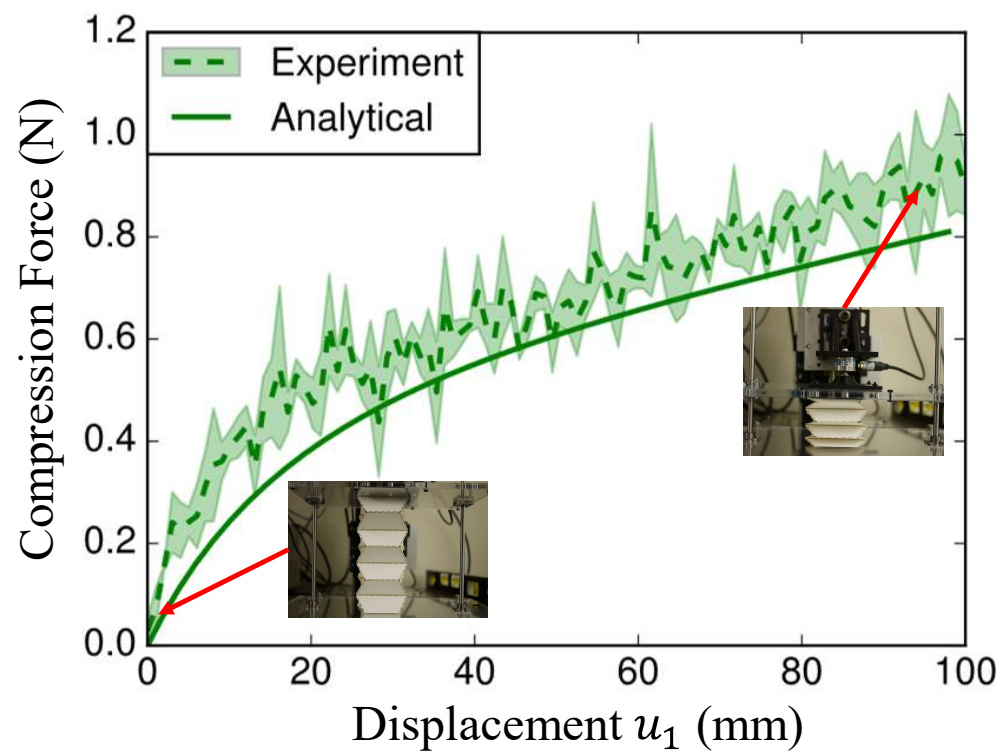 1.2
1.0
0.8
0.6
0.4
0.2
0.0
Compression Force (N)
Experiment
Analytical
0 20 40 60 80 100
Displacement u₁ (mm)